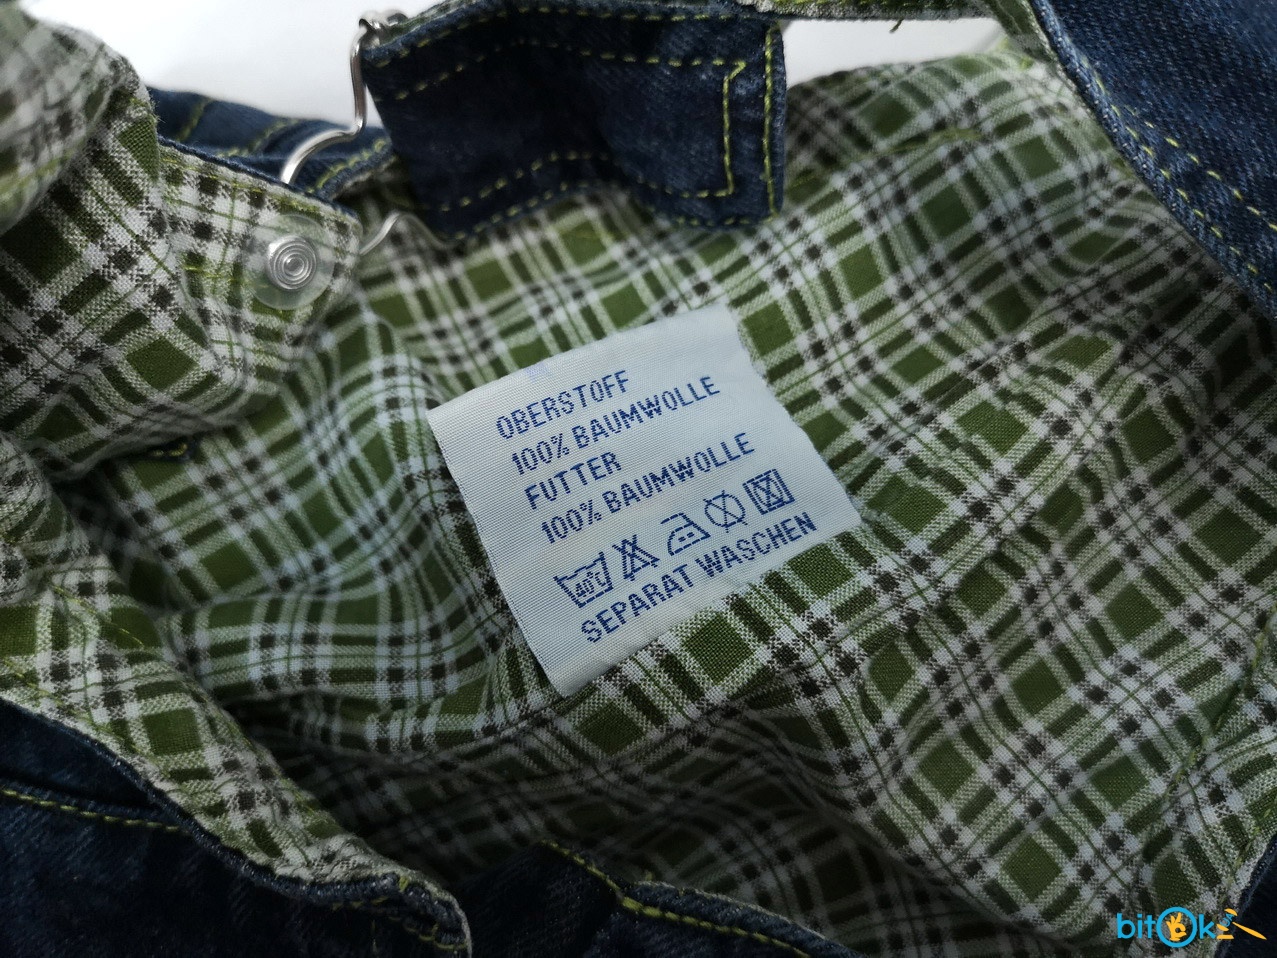 OBERSTOFF
100% BAUMWOLLE
FUTTER
100% BAUMWOLLE
40°C
SEPARAT WASCHEN
bitOk